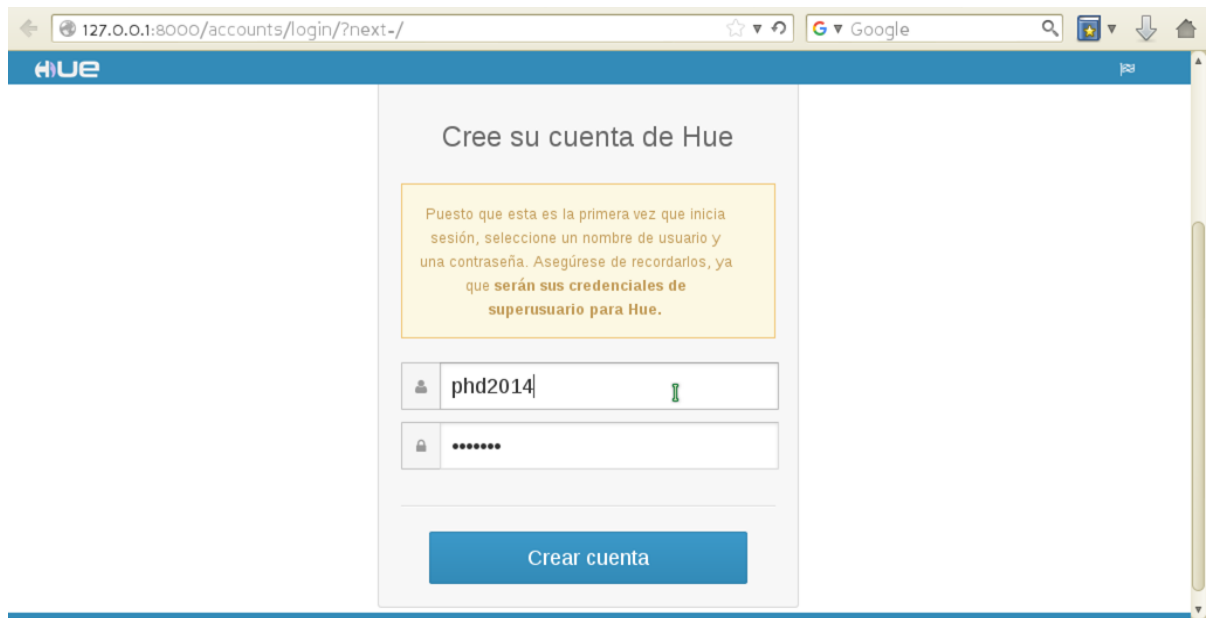 127.0.0.1:8000/accounts/login/?next=/
Google
HUE
Cree su cuenta de Hue
Puesto que esta es la primera vez que inicia
sesión, seleccione un nombre de usuario y
una contraseña. Asegúrese de recordarlos, ya
que serán sus credenciales de
superusuario para Hue.
phd2014
•••••••
Crear cuenta